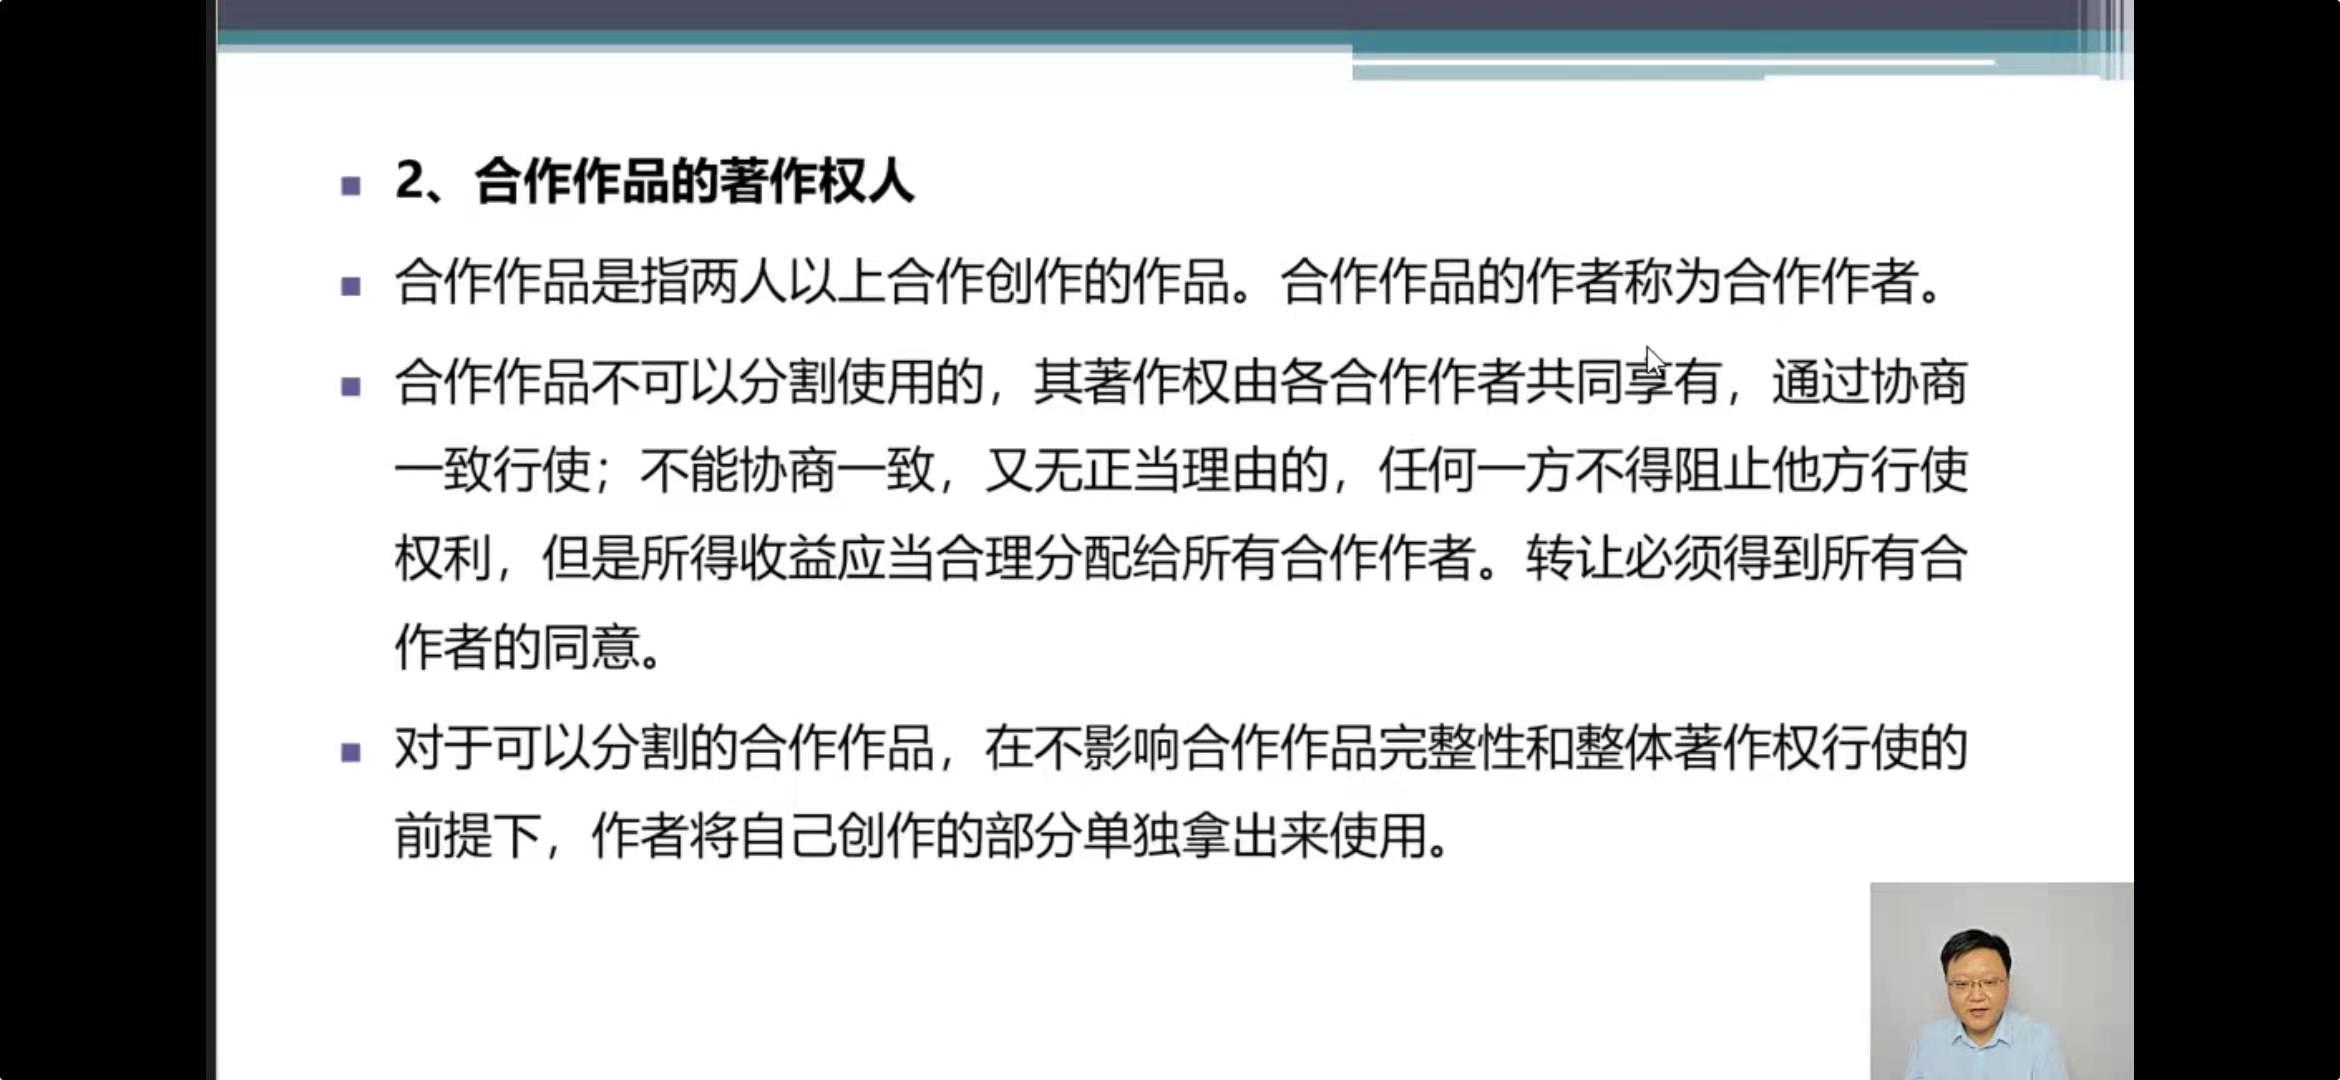 2、合作作品的著作权人
合作作品是指两人以上合作创作的作品。合作作品的作者称为合作作者。
合作作品不可以分割使用的，其著作权由各合作作者共同享有，通过协商
一致行使；不能协商一致，又无正当理由的，任何一方不得阻止他方行使
权利，但是所得收益应当合理分配给所有合作作者。转让必须得到所有合
作者的同意。
对于可以分割的合作作品，在不影响合作作品完整性和整体著作权行使的
前提下，作者将自己创作的部分单独拿出来使用。